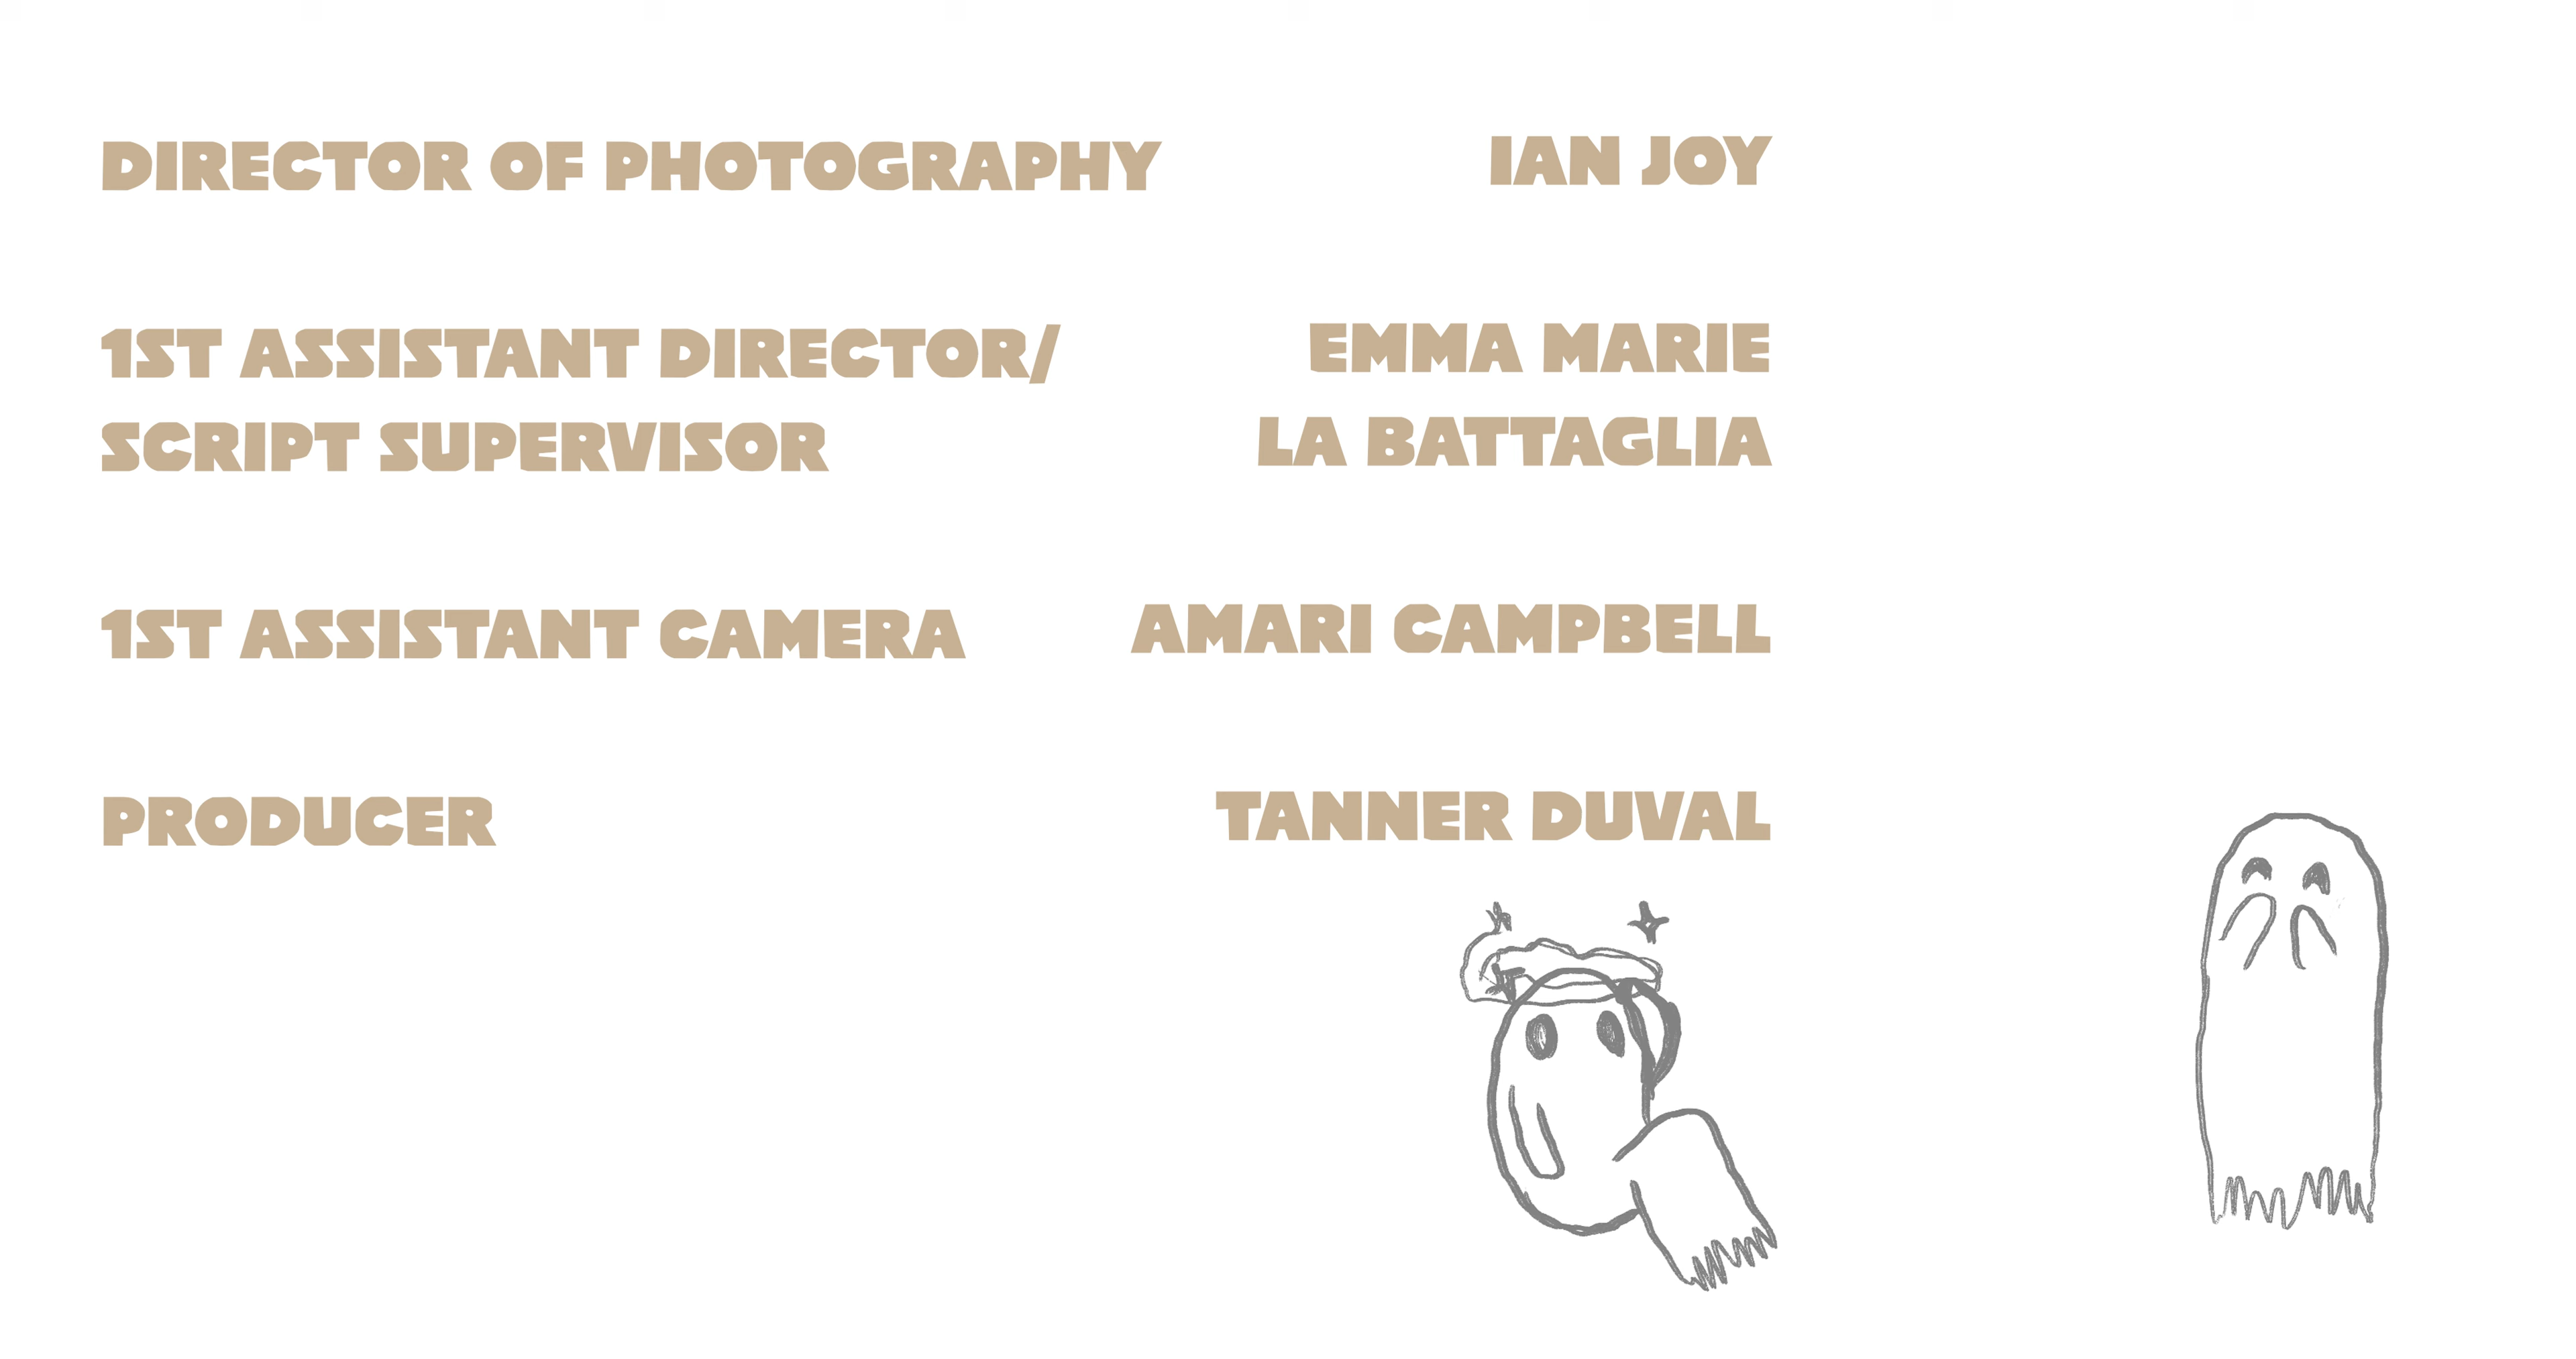 DIRECTOR OF PHOTOGRAPHY IAN JOY
1ST ASSISTANT DIRECTOR/ EMMA MARIE
SCRIPT SUPERVISOR LA BATTAGLIA
1ST ASSISTANT CAMERA AMARI CAMPBELL
PRODUCER TANNER DUVAL